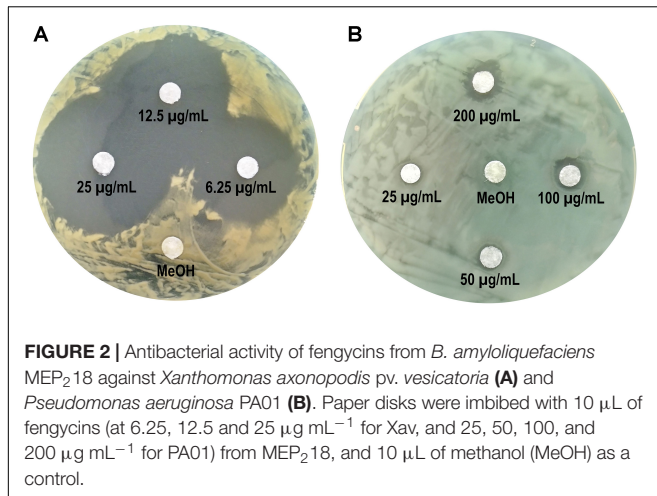 A
B
12.5 µg/mL
25 µg/mL
6.25 µg/mL
MeOH
200 µg/mL
25 µg/mL
MeOH
100 µg/mL
50 µg/mL
FIGURE 2 | Antibacterial activity of fengycins from B. amyloliquefaciens
MEP₂18 against Xanthomonas axonopodis pv. vesicatoria (A) and
Pseudomonas aeruginosa PA01 (B). Paper disks were imbibed with 10 µL of
fengycins (at 6.25, 12.5 and 25 µg mL⁻¹ for Xav, and 25, 50, 100, and
200 µg mL⁻¹ for PA01) from MEP₂18, and 10 µL of methanol (MeOH) as a
control.